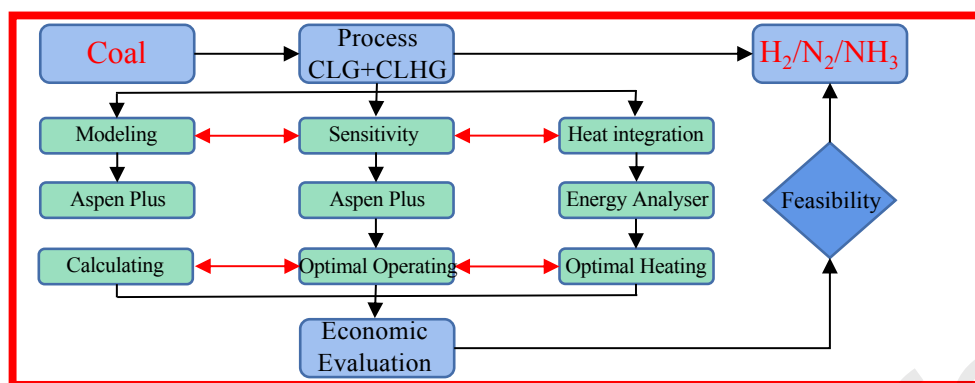 Coal
Process
CLG+CLHG
H₂/N₂/NH₃
Modeling
Sensitivity
Heat integration
Aspen Plus
Aspen Plus
Energy Analyser
Feasibility
Calculating
Optimal Operating
Optimal Heating
Economic
Evaluation